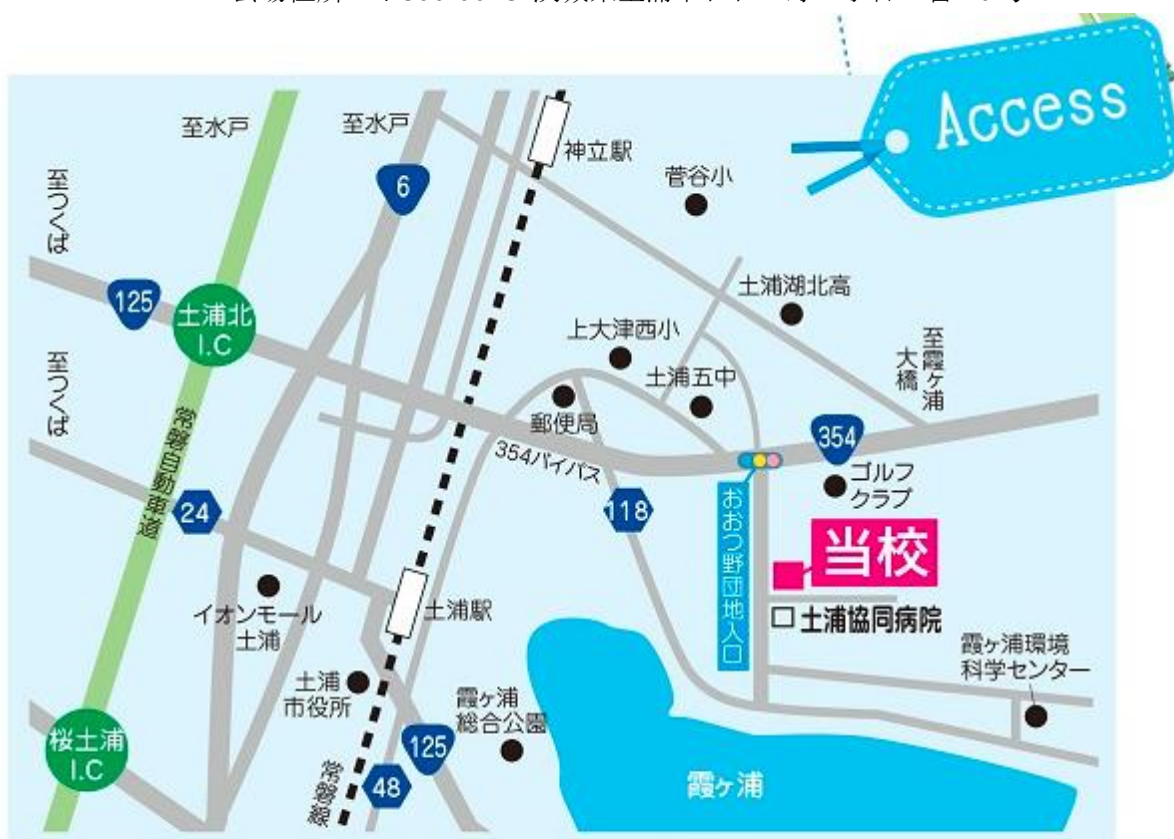 Access
至水戸
至水戸
神立駅
菅谷小
至つくば
6
125
土浦北
I.C
土浦湖北高
上大津西小
土浦五中
至霞ヶ浦
大橋
至つくば
郵便局
354
354バイパス
ゴルフ
クラブ
常磐自動車道
24
118
おおつ野団地入口
当校
土浦協同病院
イオンモール
土浦
土浦駅
霞ヶ浦環境
科学センター
土浦
市役所
霞ヶ浦
総合公園
桜土浦
I.C
125
48
常磐線
霞ヶ浦